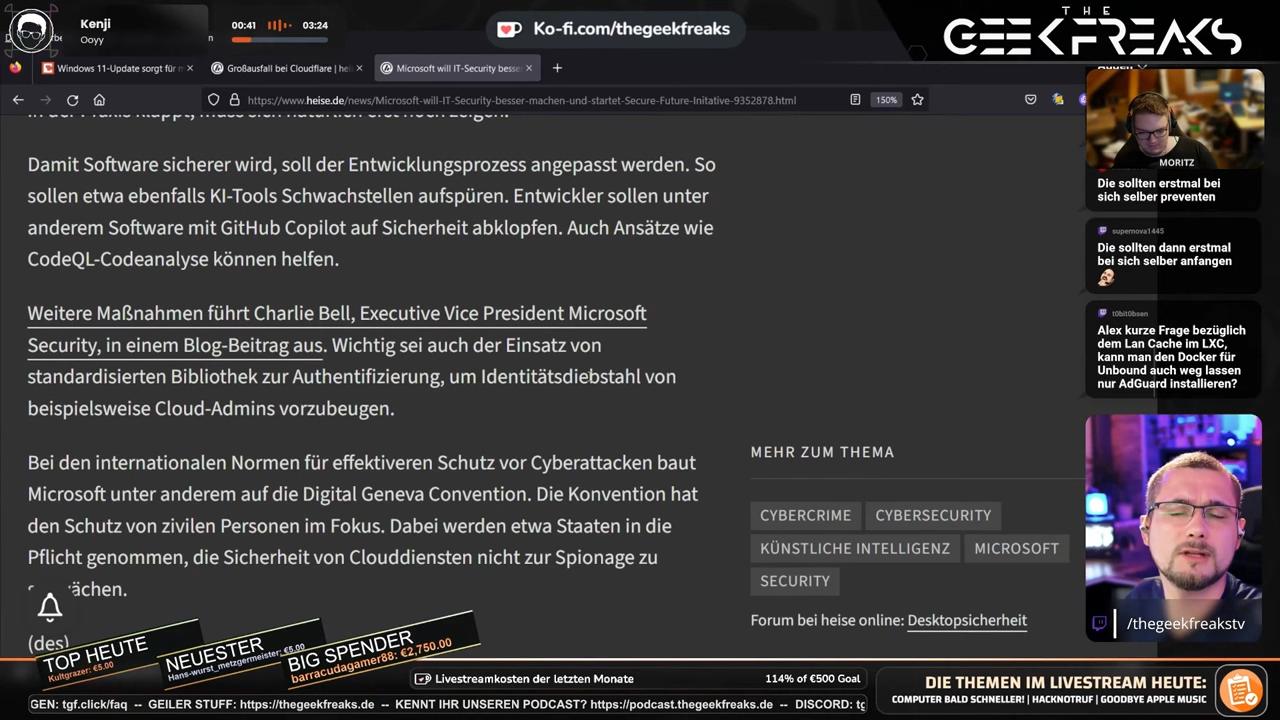 Kenji
Ooyy
00:41
03:24
Ko-fi.com/thegeekfreaks
THE
GEEKFREAKS
Windows 11-Update sorgt für
Großausfall bei Cloudflare | hei
Microsoft will IT-Security besse
https://www.heise.de/news/Microsoft-will-IT-Security-besser-machen-und-startet-Secure-Future-Initative-9352878.html
150%
in der Praxis klappt, muss sich natürlich erst noch zeigen.
Damit Software sicherer wird, soll der Entwicklungsprozess angepasst werden. So
sollen etwa ebenfalls KI-Tools Schwachstellen aufspüren. Entwickler sollen unter
anderem Software mit GitHub Copilot auf Sicherheit abklopfen. Auch Ansätze wie
CodeQL-Codeanalyse können helfen.
Weitere Maßnahmen führt Charlie Bell, Executive Vice President Microsoft
Security, in einem Blog-Beitrag aus. Wichtig sei auch der Einsatz von
standardisierten Bibliothek zur Authentifizierung, um Identitätsdiebstahl von
beispielsweise Cloud-Admins vorzubeugen.
Bei den internationalen Normen für effektiveren Schutz vor Cyberattacken baut
Microsoft unter anderem auf die Digital Geneva Convention. Die Konvention hat
den Schutz von zivilen Personen im Fokus. Dabei werden etwa Staaten in die
Pflicht genommen, die Sicherheit von Clouddiensten nicht zur Spionage zu
(des)
MEHR ZUM THEMA
CYBERCRIME
CYBERSECURITY
KÜNSTLICHE INTELLIGENZ
MICROSOFT
SECURITY
Forum bei heise online: Desktopsicherheit
MORITZ
Die sollten erstmal bei
sich selber preventen
supernova1445
Die sollten dann erstmal
bei sich selber anfangen
t0bit0bsen
Alex kurze Frage bezüglich
dem Lan Cache im LXC,
kann man den Docker für
Unbound auch weg lassen
nur AdGuard installieren?
/thegeekfreakstv
TOP HEUTE
Kultgrazer: €5.00
NEUESTER
Hans-wurst_metzgermeister: €5.00
BIG SPENDER
barracudagamer88: €2,750.00
Livestreamkosten der letzten Monate
114% of €500 Goal
DIE THEMEN IM LIVESTREAM HEUTE:
COMPUTER BALD SCHNELLER! | HACKNOTRUF | GOODBYE APPLE MUSIC
GEN: tgf.click/faq -- GEILER STUFF: https://thegeekfreaks.de -- KENNT IHR UNSEREN PODCAST? https://podcast.thegeekfreaks.de -- DISCORD: tg